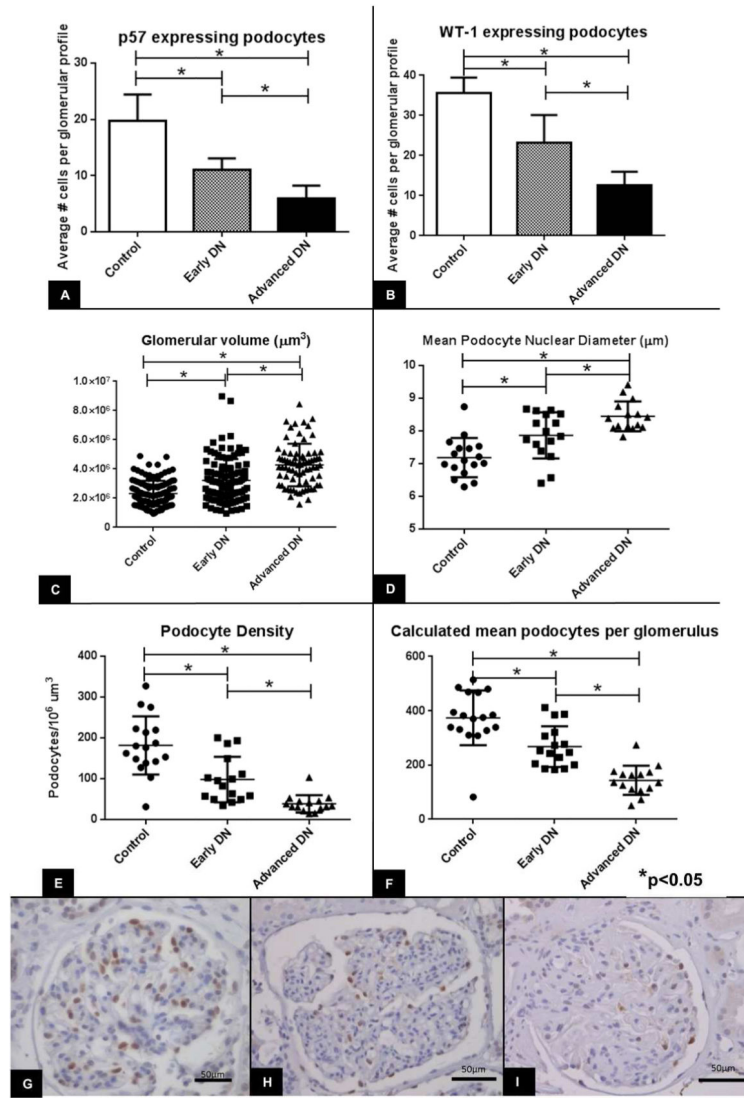 p57 expressing podocytes
Average # cells per glomerular profile
30
20
10
0
*
*
*
Control
Early DN
Advanced DN
A
WT-1 expressing podocytes
Average # cells per glomerular profile
40
30
20
10
0
*
*
*
Control
Early DN
Advanced DN
B
Glomerular volume (μm³)
1.0×10⁷
8.0×10⁶
6.0×10⁶
4.0×10⁶
2.0×10⁶
0
*
*
*
Control
Early DN
Advanced DN
C
Mean Podocyte Nuclear Diameter (μm)
10
9
8
7
6
5
*
*
*
Control
Early DN
Advanced DN
D
Podocyte Density
Podocytes/10⁶ um³
400
300
200
100
0
*
*
*
Control
Early DN
Advanced DN
E
Calculated mean podocytes per glomerulus
600
400
200
0
*
*
*
Control
Early DN
Advanced DN
F
*p<0.05
G
50μm
H
50μm
I
50μm